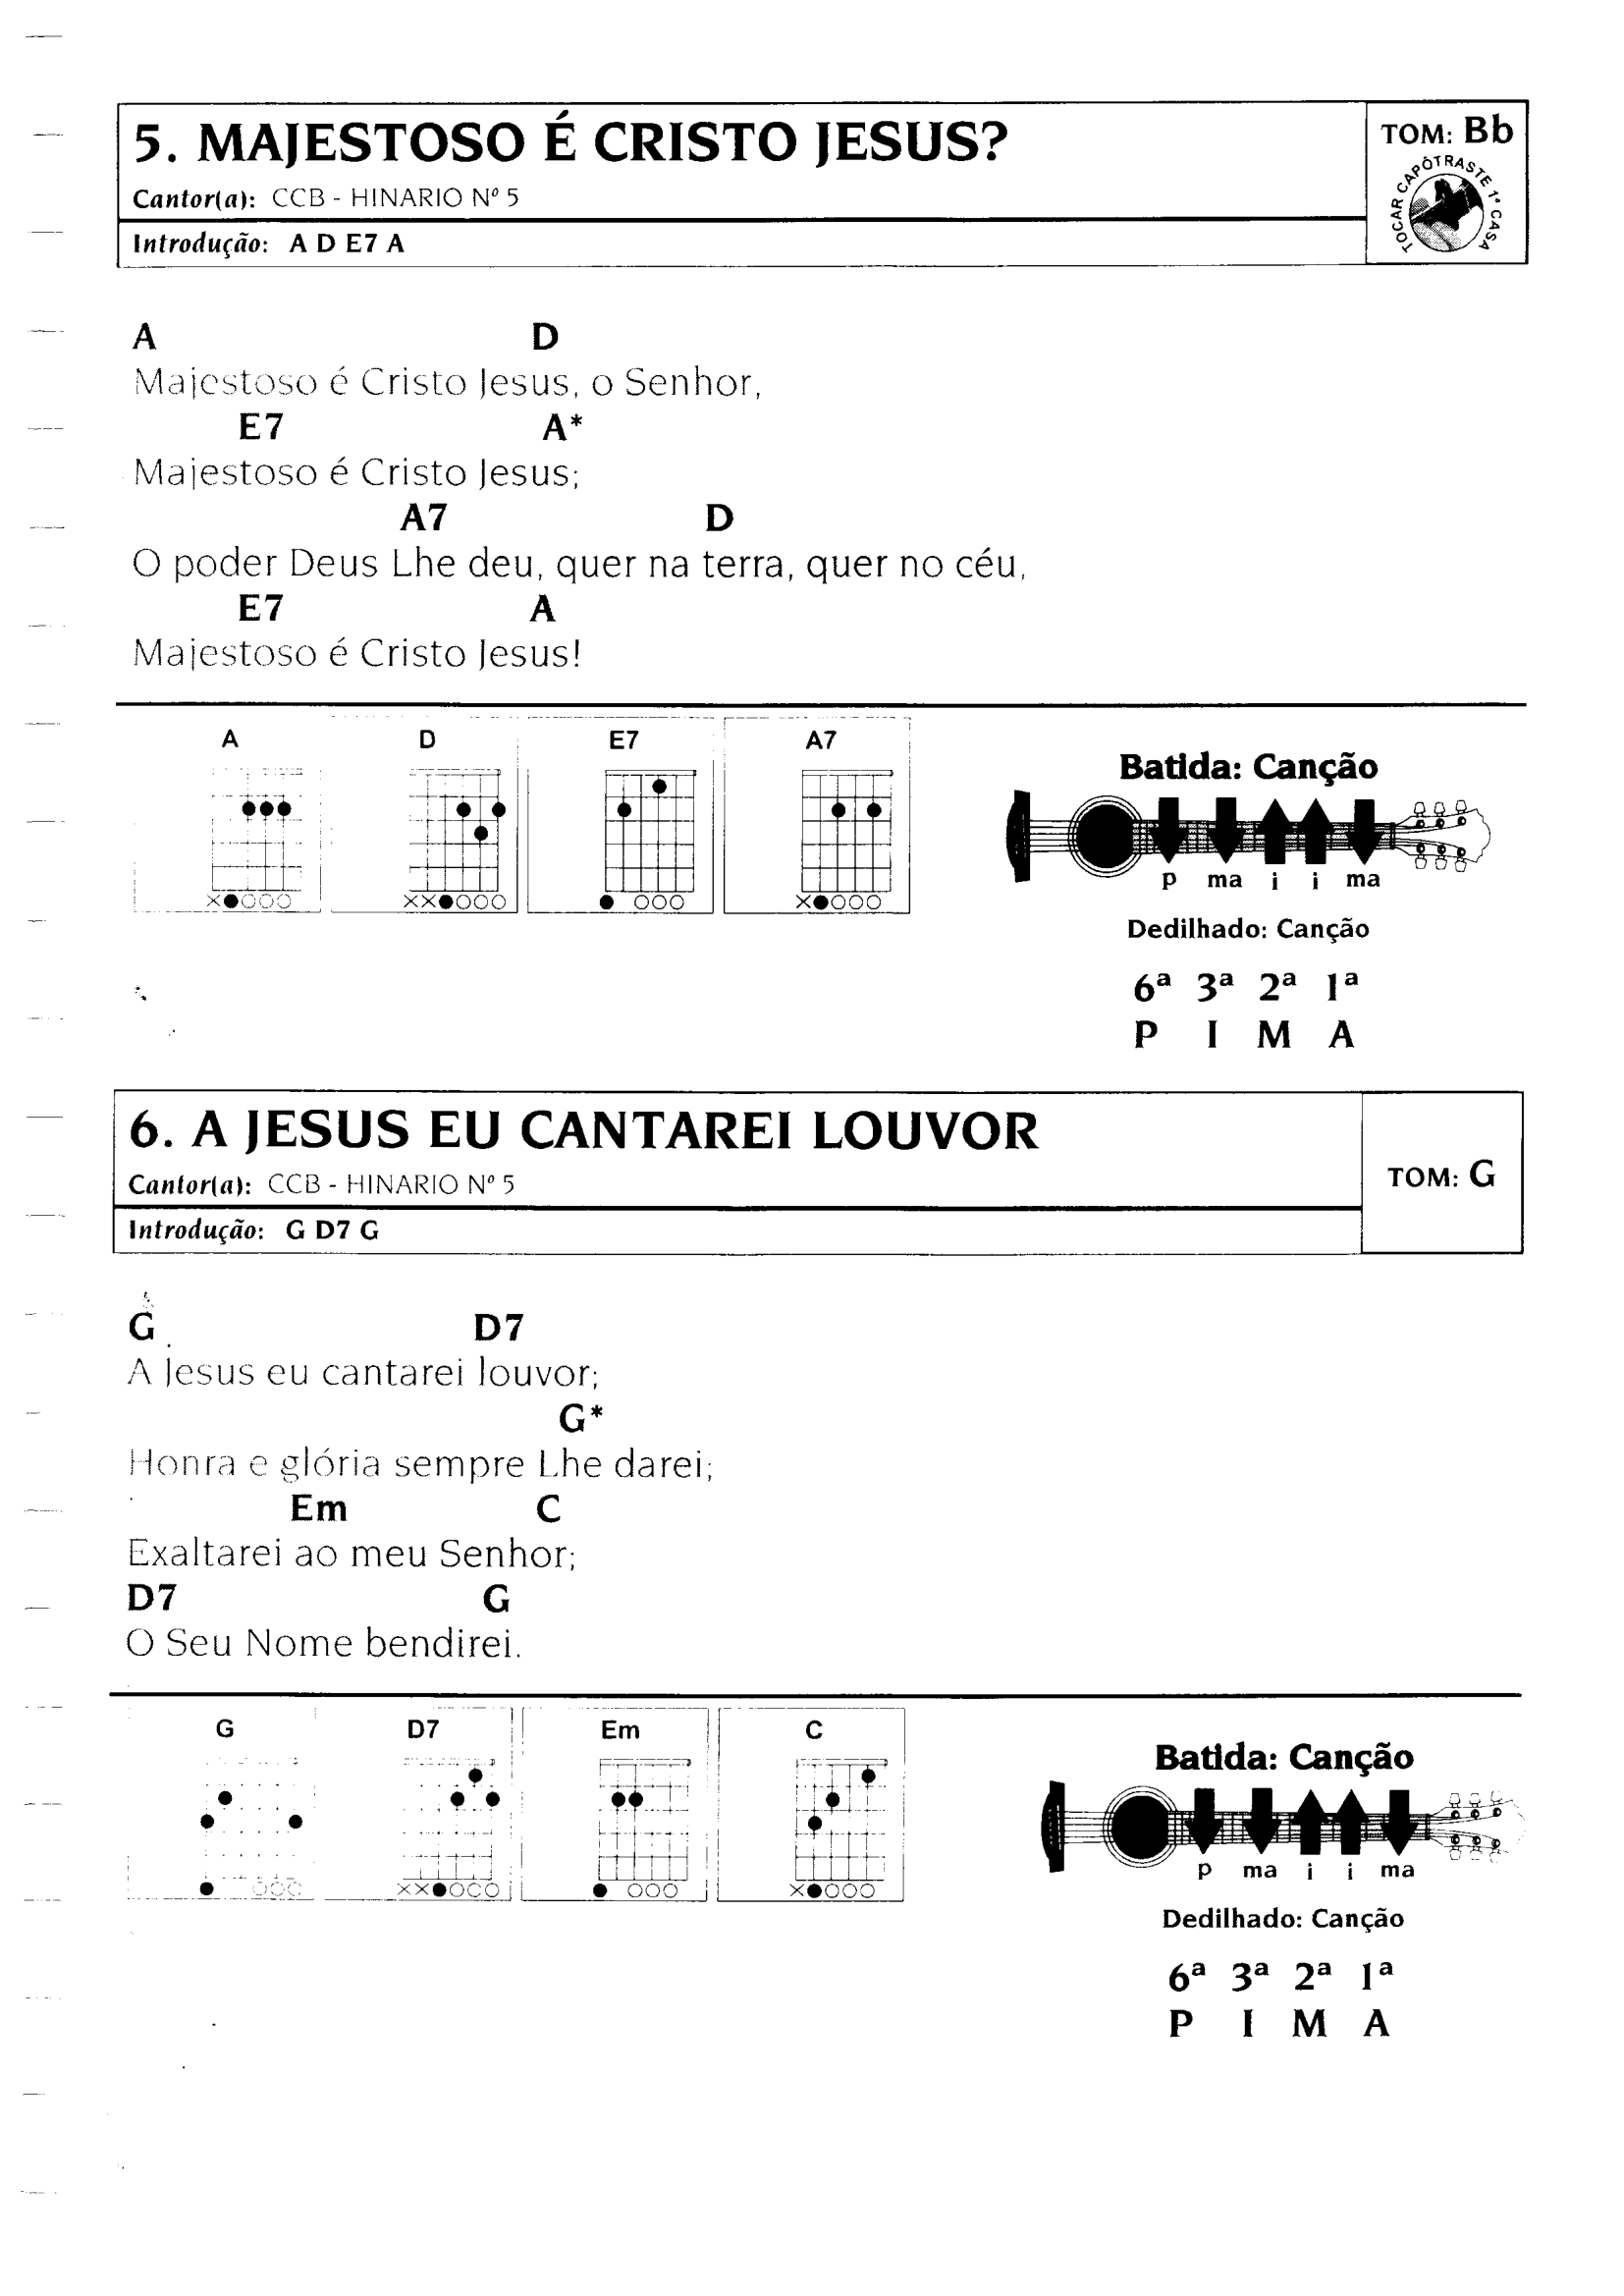 5. MAJESTOSO É CRISTO JESUS?
Cantor(a): CCB - HINARIO Nº 5
Introdução: A D E7 A
TOM: Bb
TOCAR CAPÔTRASTE 1ª CASA
A D
Majestoso é Cristo Jesus, o Senhor,
E7 A*
Majestoso é Cristo Jesus;
A7 D
O poder Deus Lhe deu, quer na terra, quer no céu,
E7 A
Majestoso é Cristo Jesus!
A D E7 A7
Batida: Canção
p ma i i ma
Dedilhado: Canção
6ª 3ª 2ª 1ª
P I M A
6. A JESUS EU CANTAREI LOUVOR
Cantor(a): CCB - HINARIO Nº 5
Introdução: G D7 G
TOM: G
G D7
A Jesus eu cantarei louvor;
G*
Honra e glória sempre Lhe darei;
Em C
Exaltarei ao meu Senhor;
D7 G
O Seu Nome bendirei.
G D7 Em C
Batida: Canção
p ma i i ma
Dedilhado: Canção
6ª 3ª 2ª 1ª
P I M A